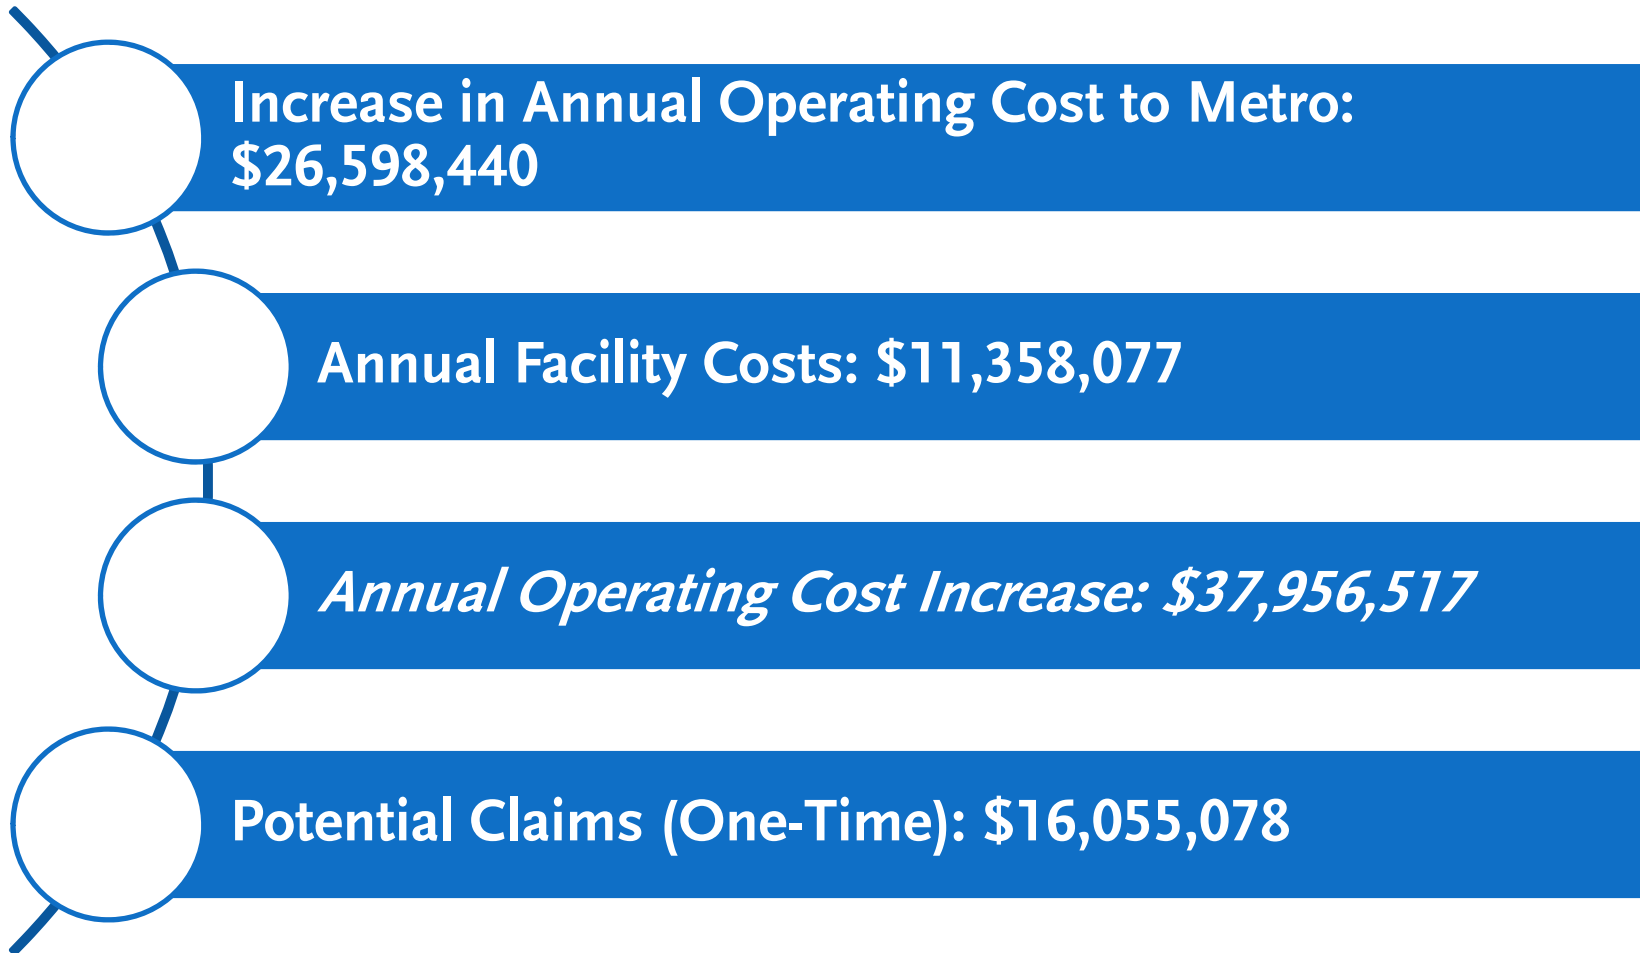 Increase in Annual Operating Cost to Metro:
$26,598,440
Annual Facility Costs: $11,358,077
Annual Operating Cost Increase: $37,956,517
Potential Claims (One-Time): $16,055,078